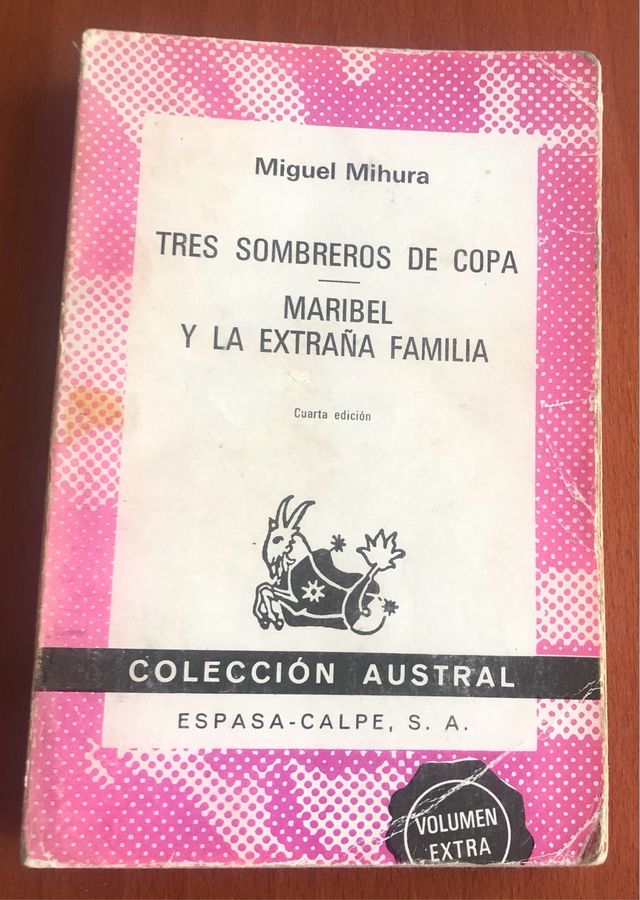 Miguel Mihura
TRES SOMBREROS DE COPA
MARIBEL
Y LA EXTRAÑA FAMILIA
Cuarta edición
COLECCIÓN AUSTRAL
ESPASA-CALPE, S. A.
VOLUMEN
EXTRA